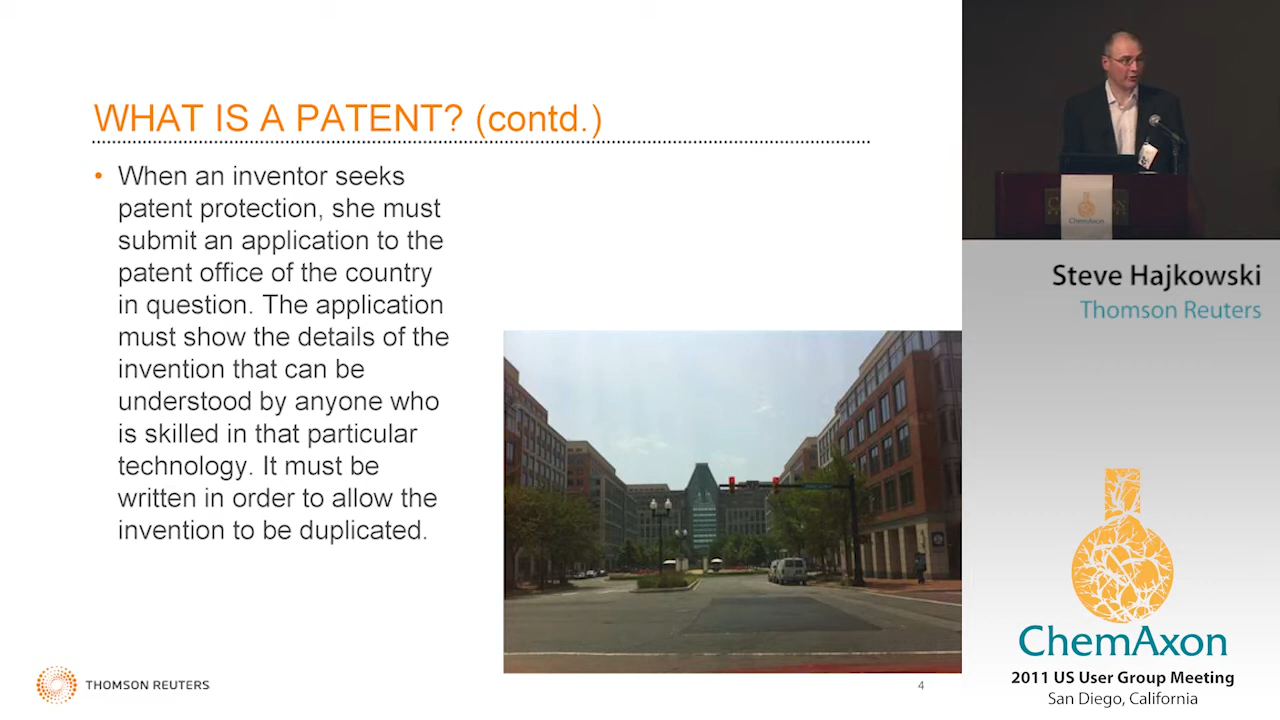 WHAT IS A PATENT? (contd.)
• When an inventor seeks
patent protection, she must
submit an application to the
patent office of the country
in question. The application
must show the details of the
invention that can be
understood by anyone who
is skilled in that particular
technology. It must be
written in order to allow the
invention to be duplicated.
THOMSON REUTERS
4
ChemAxon
Steve Hajkowski
Thomson Reuters
ChemAxon
2011 US User Group Meeting
San Diego, California